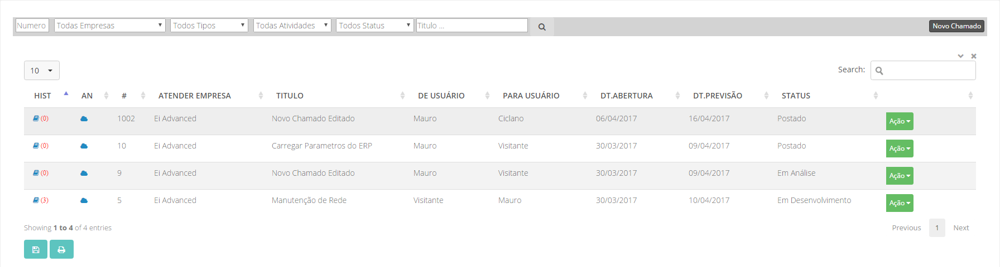 Numero Todas Empresas Todos Tipos Todas Atividades Todos Status Titulo ... Novo Chamado
10 Search:
HIST AN # ATENDER EMPRESA TITULO DE USUÁRIO PARA USUÁRIO DT.ABERTURA DT.PREVISÃO STATUS
(0) 1002 Ei Advanced Novo Chamado Editado Mauro Ciclano 06/04/2017 16/04/2017 Postado Ação
(0) 10 Ei Advanced Carregar Parametros do ERP Mauro Visitante 30/03/2017 09/04/2017 Postado Ação
(0) 9 Ei Advanced Novo Chamado Editado Mauro Visitante 30/03/2017 09/04/2017 Em Análise Ação
(3) 5 Ei Advanced Manutenção de Rede Visitante Mauro 30/03/2017 10/04/2017 Em Desenvolvimento Ação
Showing 1 to 4 of 4 entries Previous 1 Next